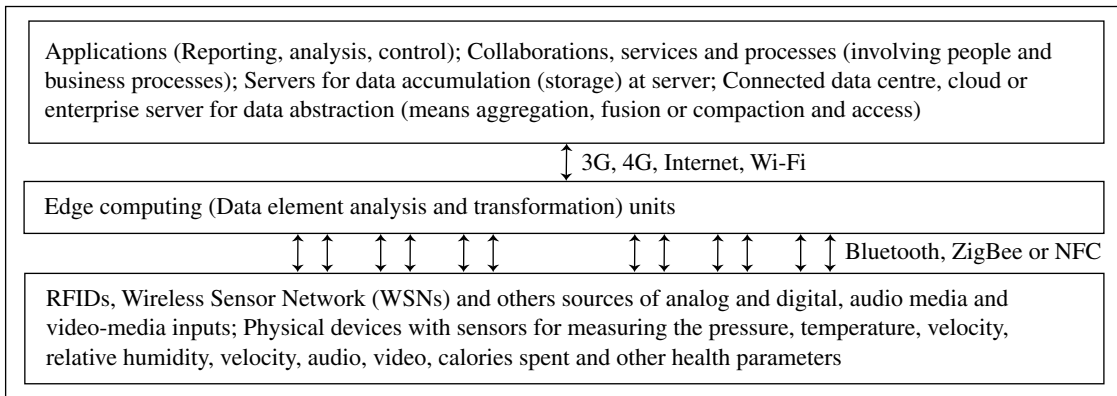 Applications (Reporting, analysis, control); Collaborations, services and processes (involving people and
business processes); Servers for data accumulation (storage) at server; Connected data centre, cloud or
enterprise server for data abstraction (means aggregation, fusion or compaction and access)
3G, 4G, Internet, Wi-Fi
Edge computing (Data element analysis and transformation) units
Bluetooth, ZigBee or NFC
RFIDs, Wireless Sensor Network (WSNs) and others sources of analog and digital, audio media and
video-media inputs; Physical devices with sensors for measuring the pressure, temperature, velocity,
relative humidity, velocity, audio, video, calories spent and other health parameters